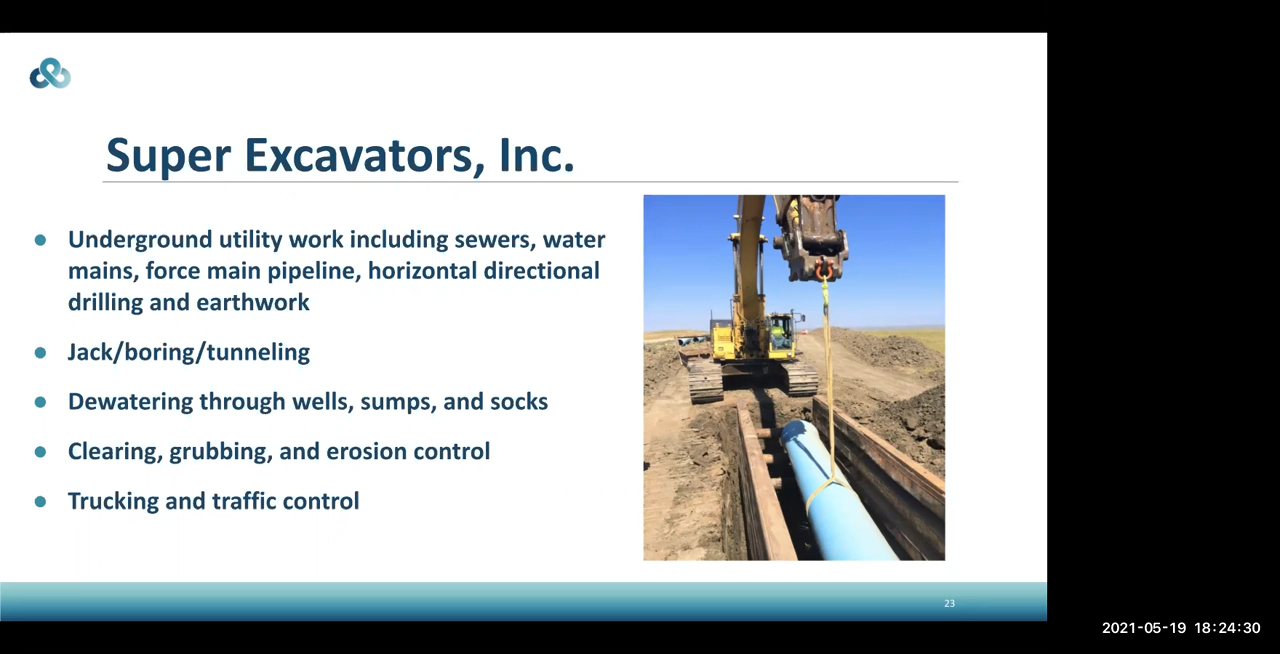 Super Excavators, Inc.
● Underground utility work including sewers, water
mains, force main pipeline, horizontal directional
drilling and earthwork
● Jack/boring/tunneling
● Dewatering through wells, sumps, and socks
● Clearing, grubbing, and erosion control
● Trucking and traffic control
23
2021-05-19 18:24:30